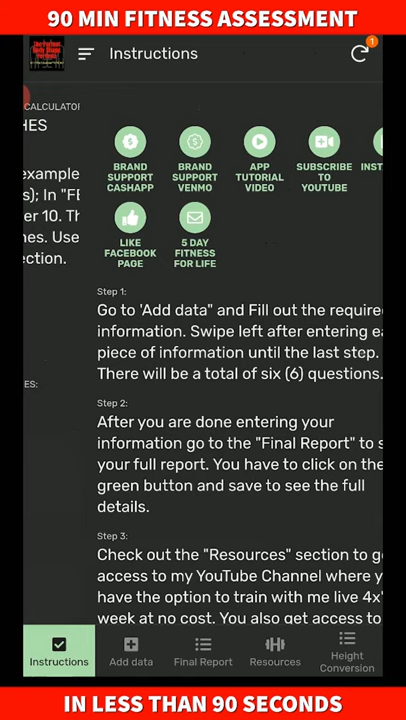 90 MIN FITNESS ASSESSMENT
Instructions
1
CALCULATOR
HES
example
s); In "FE
er 10. Th
nes. Use
ection.
ES:
BRAND
SUPPORT
CASHAPP
BRAND
SUPPORT
VENMO
APP
TUTORIAL
VIDEO
SUBSCRIBE
TO
YOUTUBE
INST
LIKE
FACEBOOK
PAGE
5 DAY
FITNESS
FOR LIFE
Step 1:
Go to 'Add data" and Fill out the require
information. Swipe left after entering ea
piece of information until the last step.
There will be a total of six (6) questions.
Step 2:
After you are done entering your
information go to the "Final Report" to s
your full report. You have to click on the
green button and save to see the full
details.
Step 3:
Check out the "Resources" section to g
access to my YouTube Channel where y
have the option to train with me live 4x'
week at no cost. You also get access to
Instructions
Add data
Final Report
Resources
Height
Conversion
IN LESS THAN 90 SECONDS